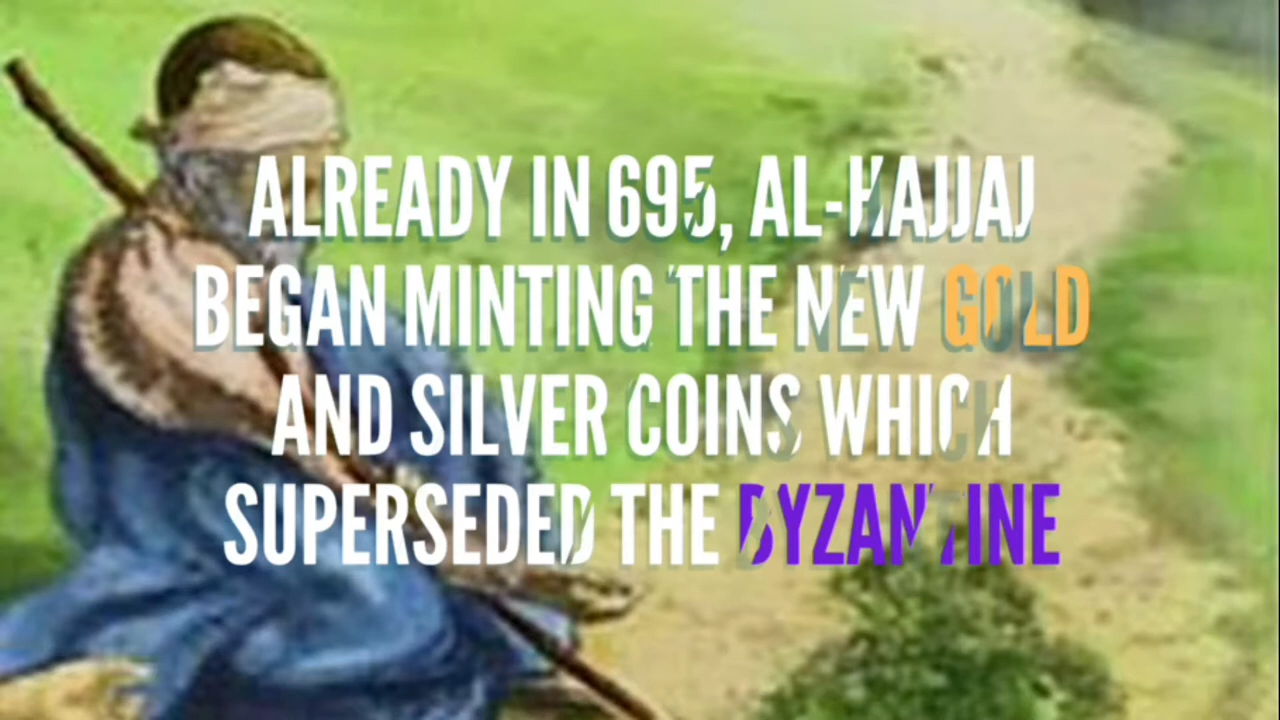 ALREADY IN 695, AL-HAJJAJ
BEGAN MINTING THE NEW GOLD
AND SILVER COINS WHICH
SUPERSEDED THE BYZANTINE